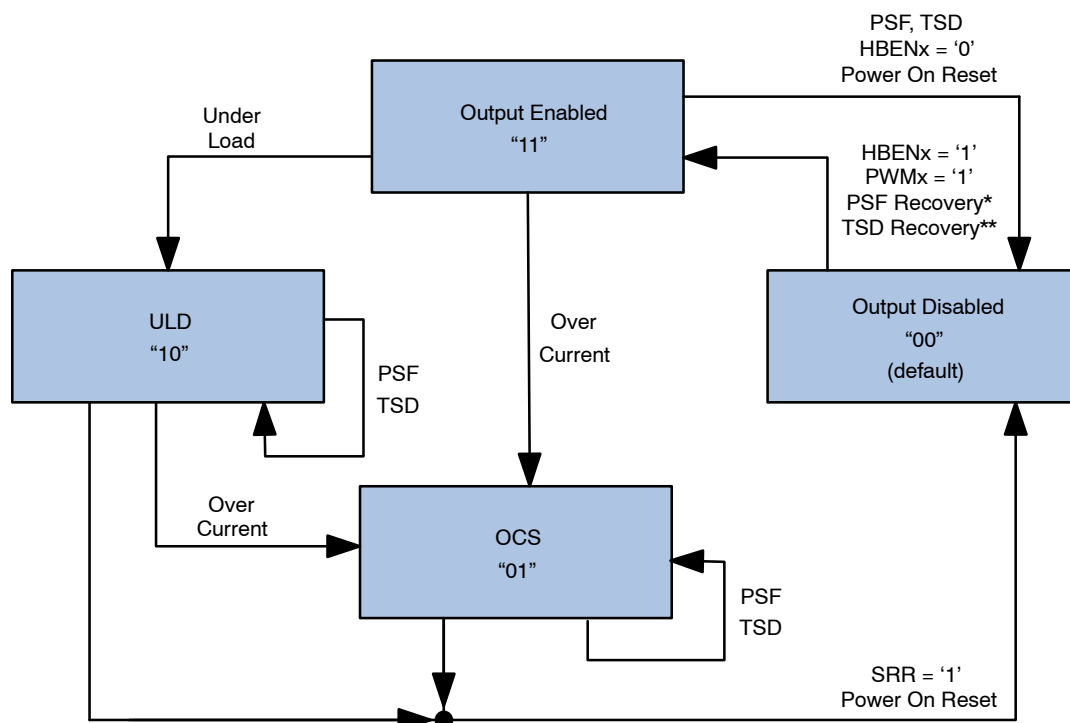 PSF, TSD
HBENx = ‘0’
Power On Reset
Output Enabled
“11”
Under
Load
HBENx = ‘1’
PWMx = ‘1’
PSF Recovery*
TSD Recovery**
ULD
“10”
PSF
TSD
Over
Current
Output Disabled
“00”
(default)
Over
Current
OCS
“01”
PSF
TSD
SRR = ‘1’
Power On Reset